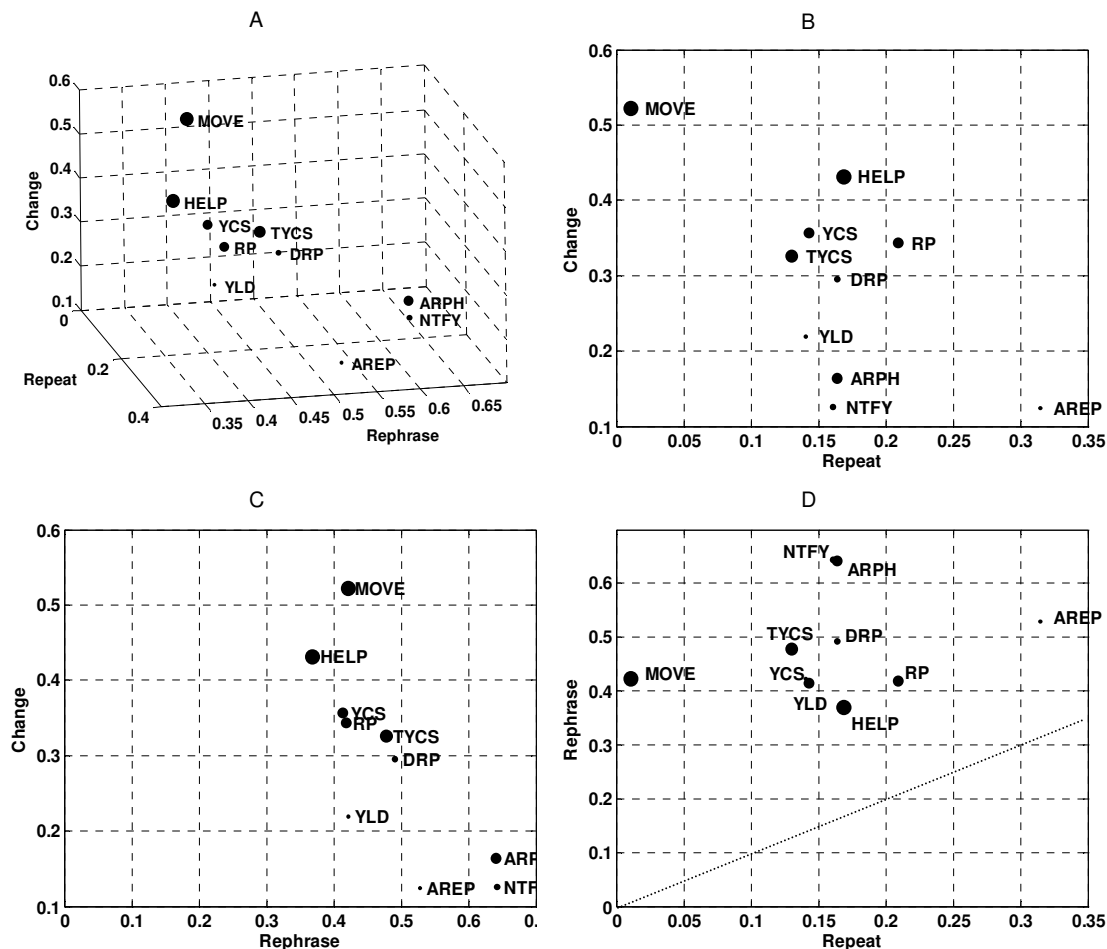 A
0.6
0.5
0.4
0.3
0.2
0.1
Change
MOVE
HELP
YCS
TYCS
RP
DRP
YLD
ARPH
NTFY
AREP
0
0.2
0.4
Repeat
0.35
0.4
0.45
0.5
0.55
0.6
0.65
Rephrase
B
0.6
0.5
0.4
0.3
0.2
0.1
Change
MOVE
HELP
YCS
RP
TYCS
DRP
YLD
ARPH
NTFY
AREP
0 0.05 0.1 0.15 0.2 0.25 0.3 0.35
Repeat
C
0.6
0.5
0.4
0.3
0.2
0.1
Change
MOVE
HELP
YCS
RP
TYCS
DRP
YLD
ARP
AREP
NTF
0 0.2 0.3 0.4 0.5 0.6 0.
Rephrase
D
0.6
0.5
0.4
0.3
0.2
0.1
0
Rephrase
NTFY
ARPH
AREP
TYCS
DRP
MOVE
YCS
RP
YLD
HELP
0 0.05 0.1 0.15 0.2 0.25 0.3 0.35
Repeat